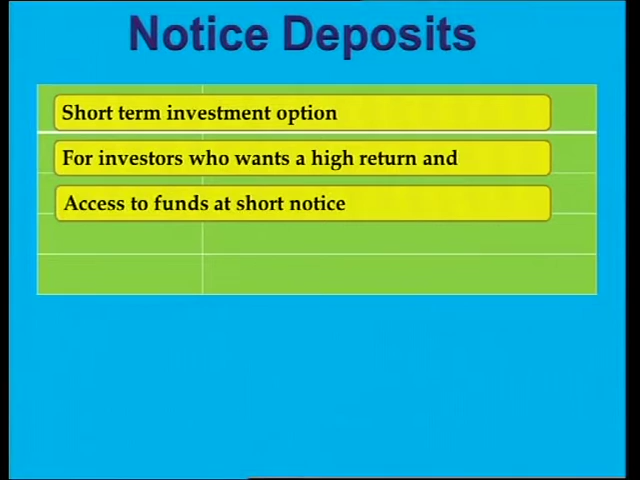 Notice Deposits
Short term investment option
For investors who wants a high return and
Access to funds at short notice